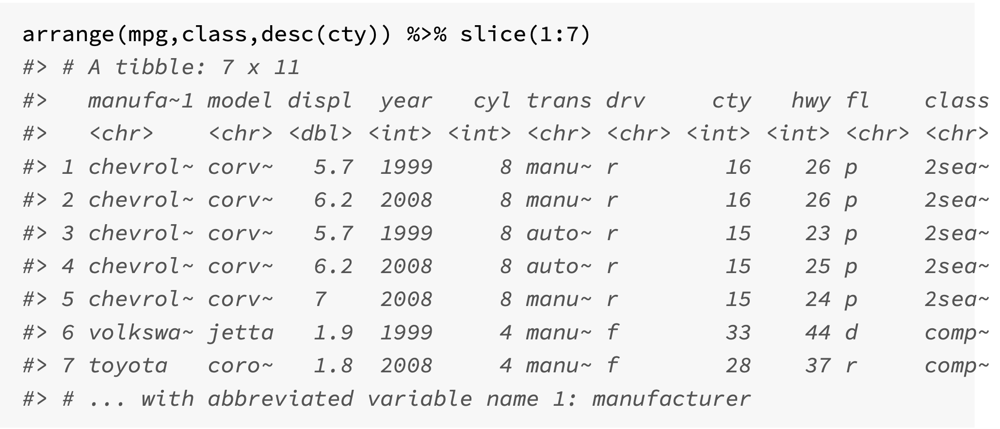 arrange(mpg,class,desc(cty)) %>% slice(1:7)
#> # A tibble: 7 x 11
#>   manufa~1 model displ  year   cyl trans drv     cty   hwy fl    class
#>   <chr>    <chr> <dbl> <int> <int> <chr> <chr> <int> <int> <chr> <chr>
#> 1 chevrol~ corv~   5.7  1999     8 manu~ r        16    26 p     2sea~
#> 2 chevrol~ corv~   6.2  2008     8 manu~ r        16    26 p     2sea~
#> 3 chevrol~ corv~   5.7  1999     8 auto~ r        15    23 p     2sea~
#> 4 chevrol~ corv~   6.2  2008     8 auto~ r        15    25 p     2sea~
#> 5 chevrol~ corv~   7    2008     8 manu~ r        15    24 p     2sea~
#> 6 volkswa~ jetta   1.9  1999     4 manu~ f        33    44 d     comp~
#> 7 toyota   coro~   1.8  2008     4 manu~ f        28    37 r     comp~
#> # ... with abbreviated variable name 1: manufacturer